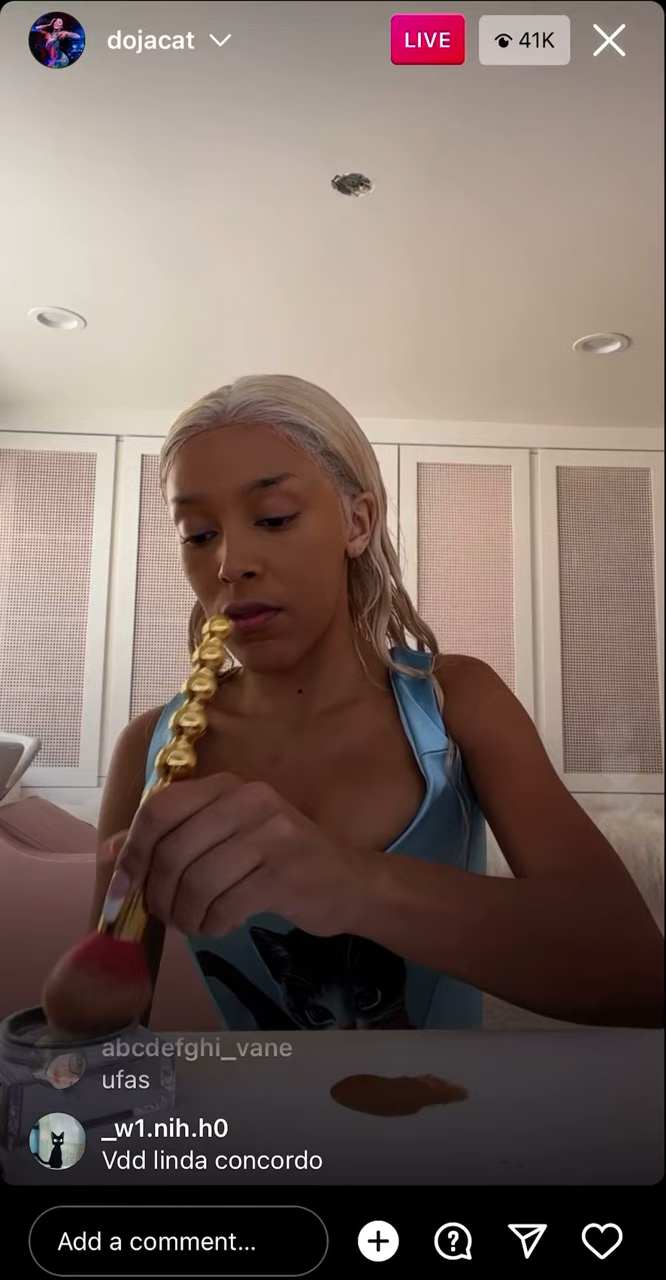 dojacat
LIVE
41K
abcdefghi_vane
ufas
_w1.nih.h0
Vdd linda concordo
Add a comment...